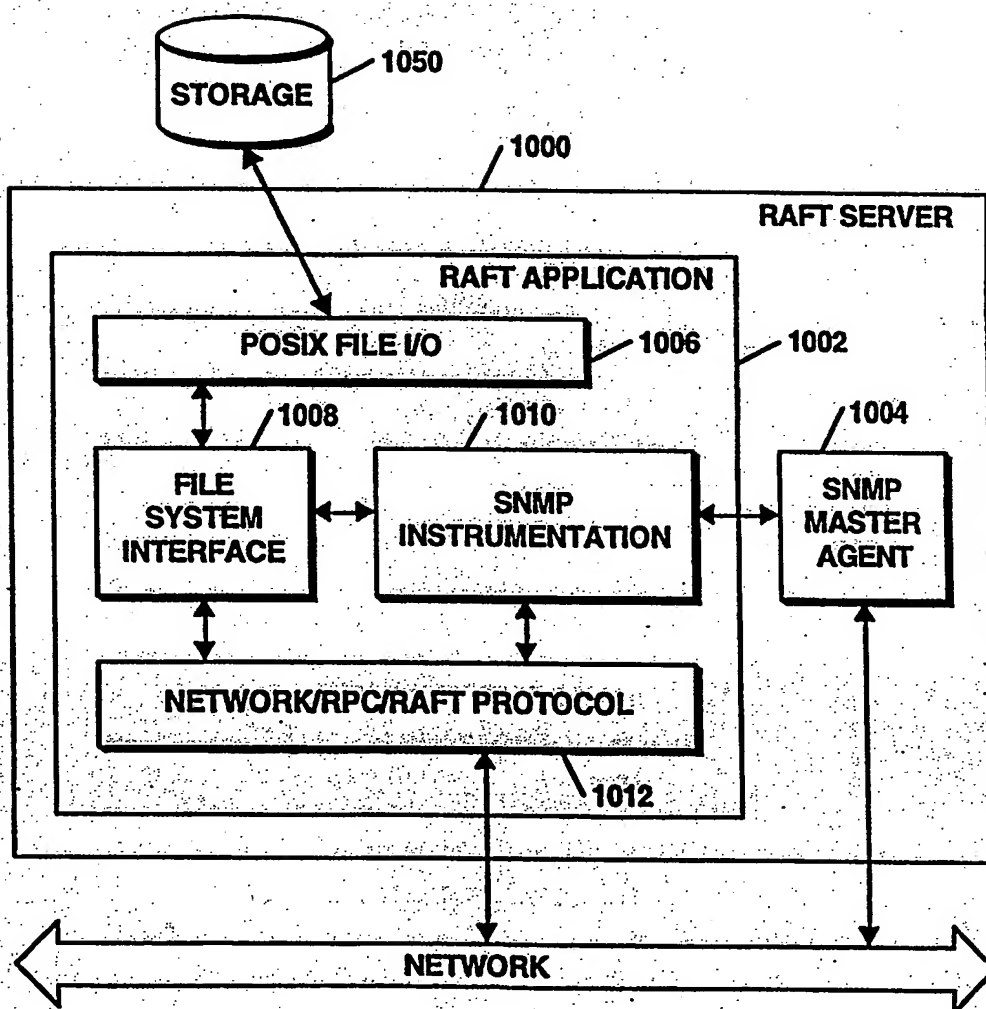 STORAGE
1050
1000
RAFT SERVER
RAFT APPLICATION
POSIX FILE I/O
1006
1002
1008
1010
1004
FILE
SYSTEM
INTERFACE
SNMP
INSTRUMENTATION
SNMP
MASTER
AGENT
NETWORK/RPC/RAFT PROTOCOL
1012
NETWORK